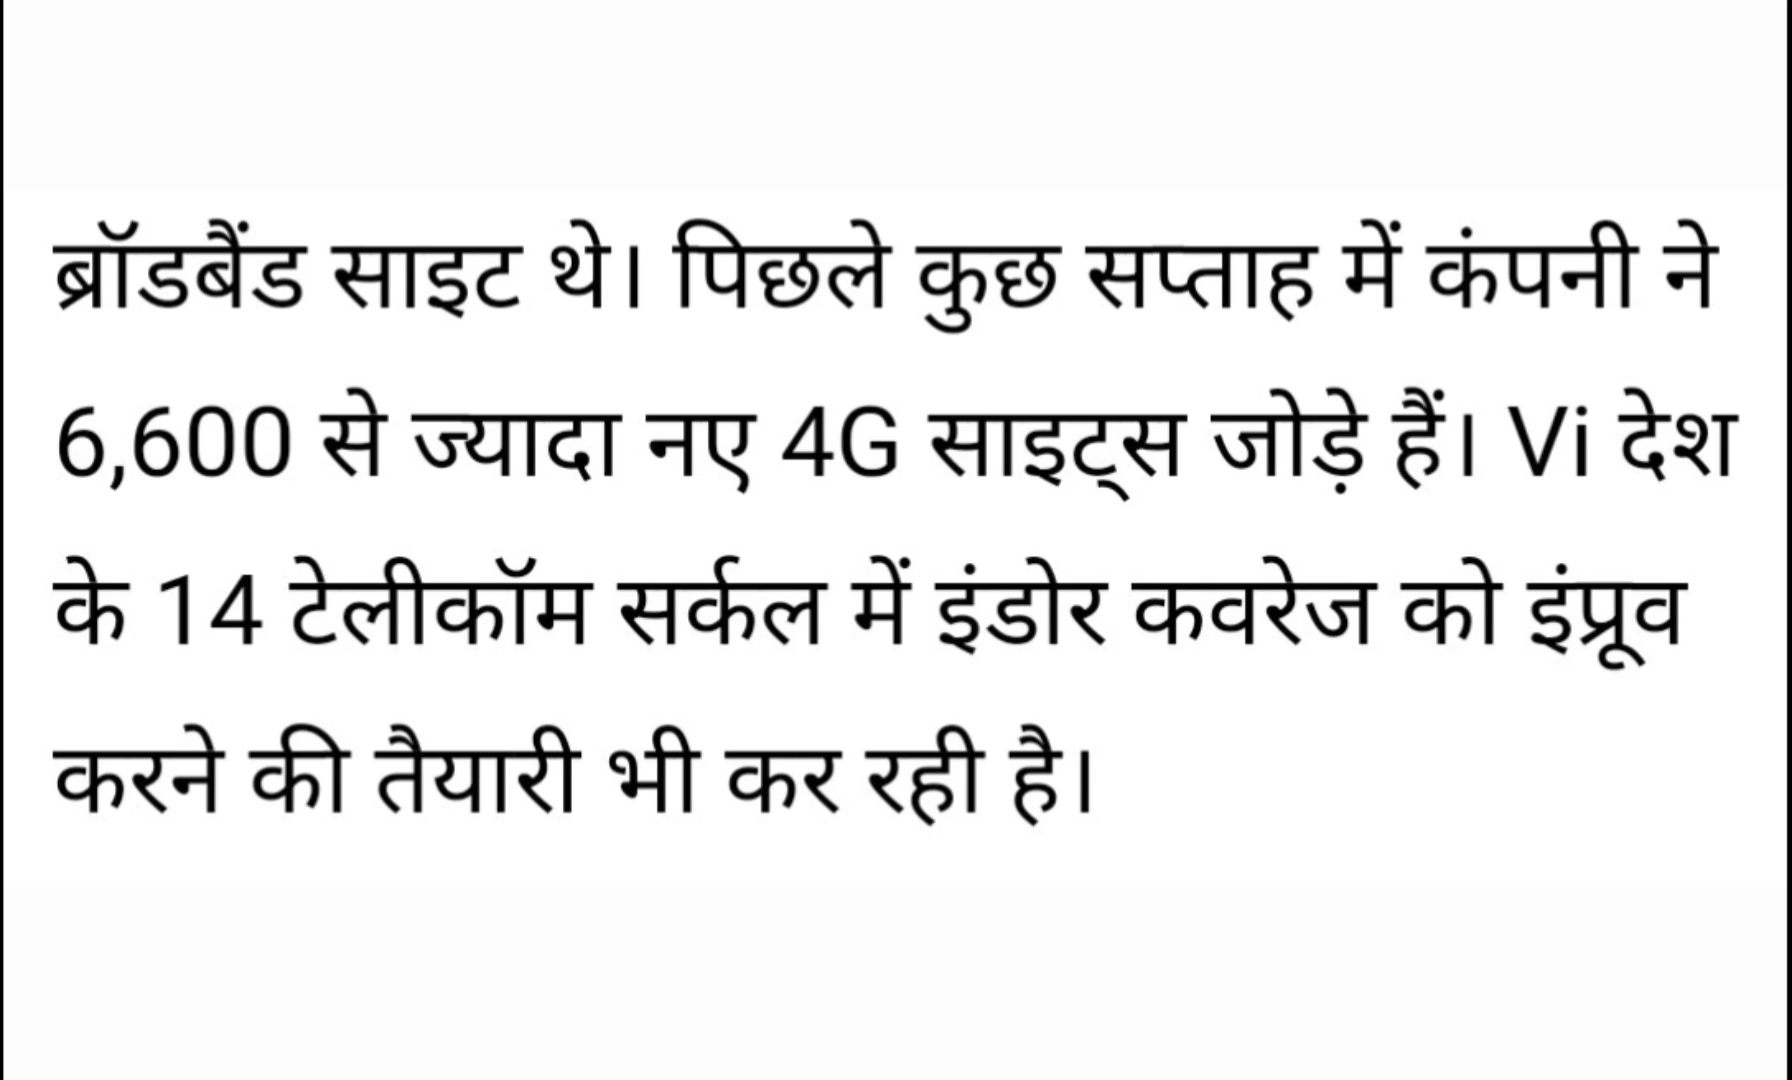 ब्रॉडबैंड साइट थे। पिछले कुछ सप्ताह में कंपनी ने
6,600 से ज्यादा नए 4G साइट्स जोड़े हैं। Vi देश
के 14 टेलीकॉम सर्कल में इंडोर कवरेज को इंप्रूव
करने की तैयारी भी कर रही है।